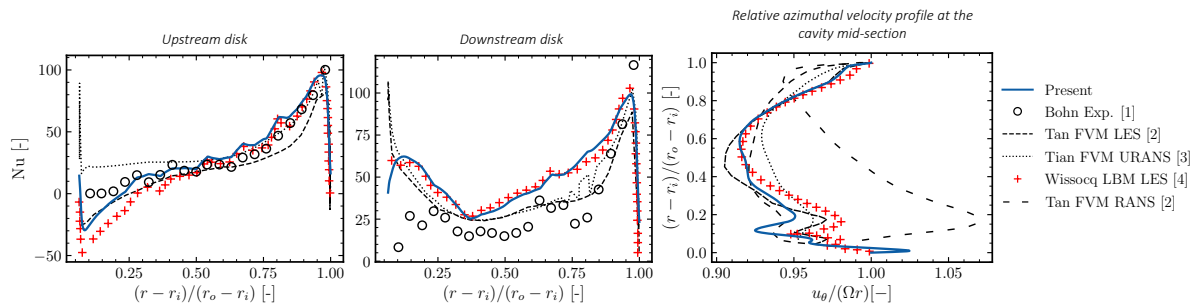 Upstream disk
Nu
100
50
0
−50
0.25
0.50
0.75
1.00
(r − r_i)/(r_o − r_i) [-]
Downstream disk
100
75
50
25
0
0.25
0.50
0.75
1.00
(r − r_i)/(r_o − r_i) [-]
Relative azimuthal velocity profile at the
cavity mid-section
(r − r_i)/(r_o − r_i) [-]
1.0
0.8
0.6
0.4
0.2
0.0
0.90
0.95
1.00
1.05
u_θ/(Ωr)[−]
Present
Bohn Exp. [1]
Tan FVM LES [2]
Tian FVM URANS [3]
Wissocq LBM LES [4]
Tan FVM RANS [2]